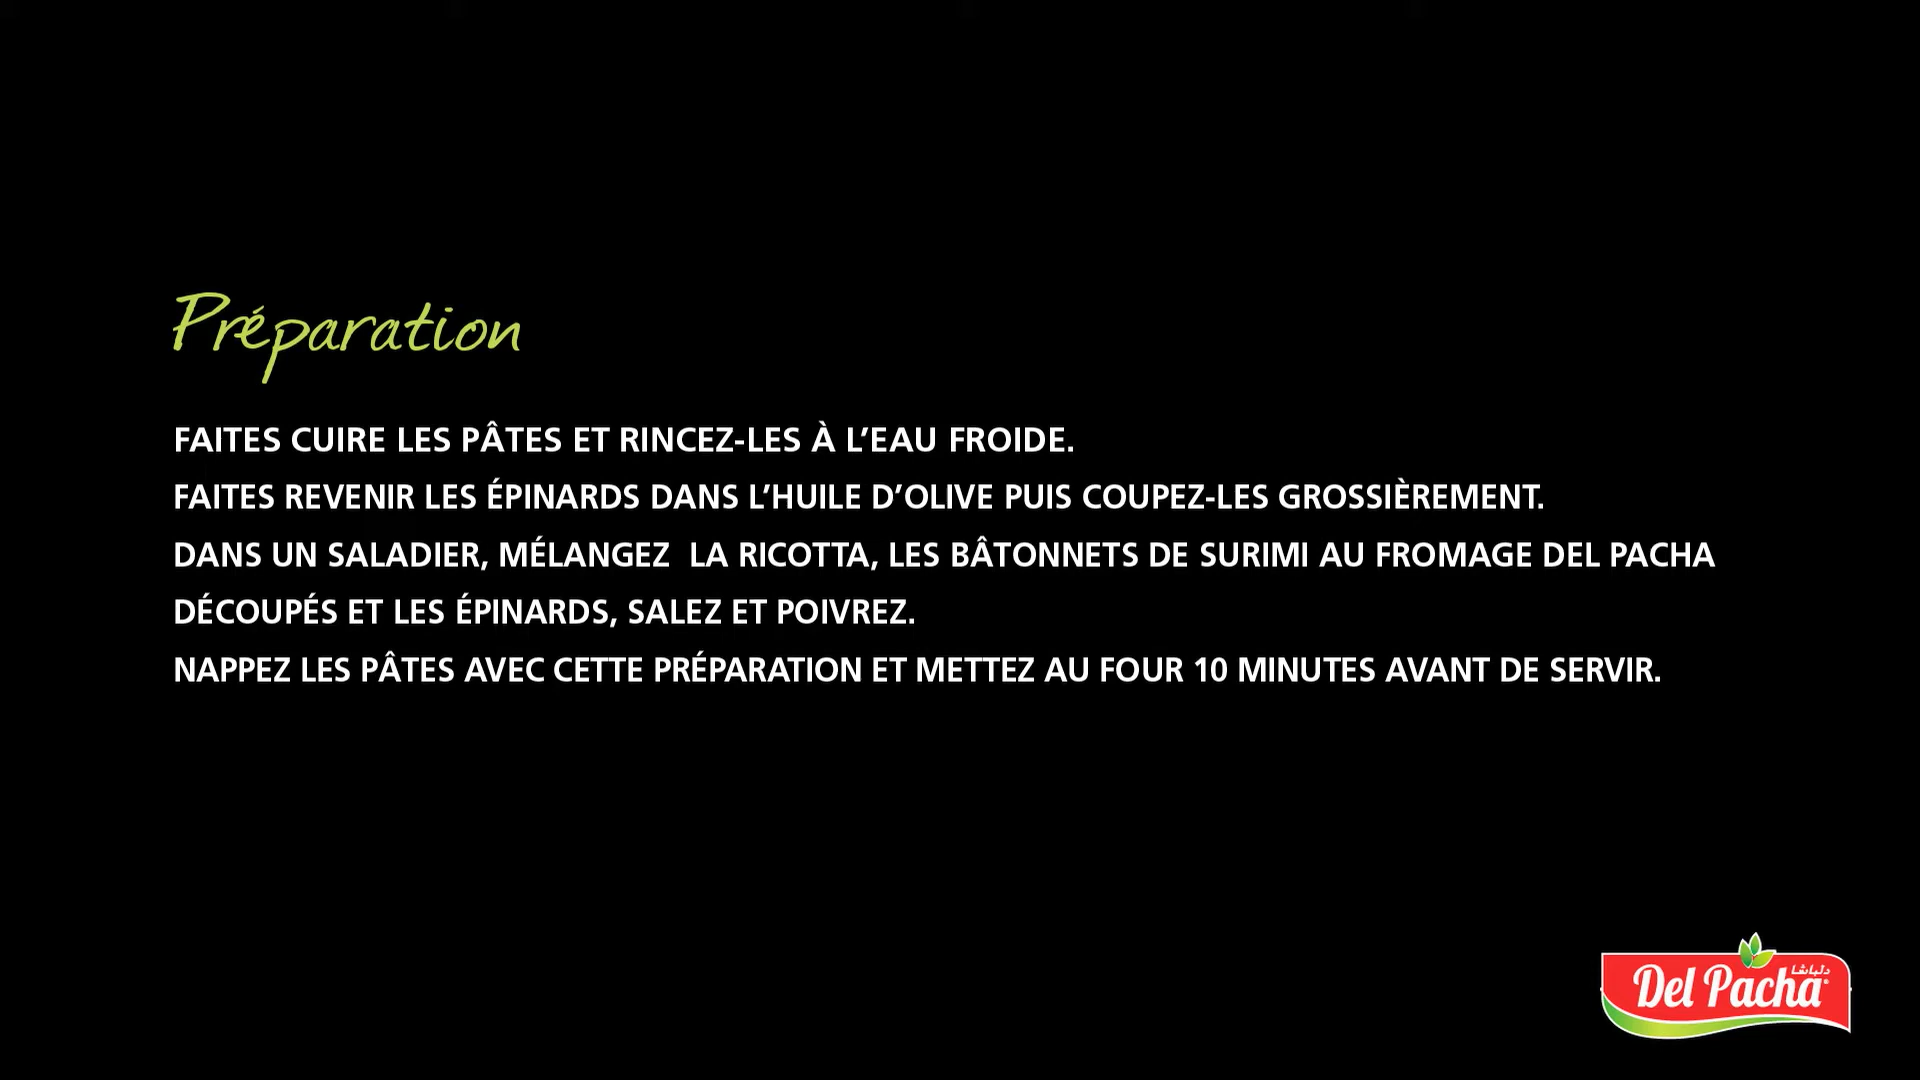 Préparation
FAITES CUIRE LES PÂTES ET RINCEZ-LES À L’EAU FROIDE.
FAITES REVENIR LES ÉPINARDS DANS L’HUILE D’OLIVE PUIS COUPEZ-LES GROSSIÈREMENT.
DANS UN SALADIER, MÉLANGEZ  LA RICOTTA, LES BÂTONNETS DE SURIMI AU FROMAGE DEL PACHA
DÉCOUPÉS ET LES ÉPINARDS, SALEZ ET POIVREZ.
NAPPEZ LES PÂTES AVEC CETTE PRÉPARATION ET METTEZ AU FOUR 10 MINUTES AVANT DE SERVIR.
دلباشا
Del Pacha®